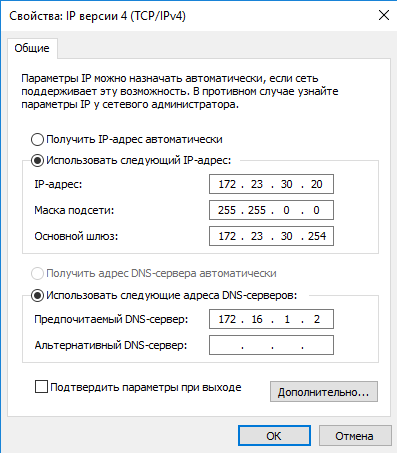 Свойства: IP версии 4 (TCP/IPv4)
Общие
Параметры IP можно назначать автоматически, если сеть
поддерживает эту возможность. В противном случае узнайте
параметры IP у сетевого администратора.
Получить IP-адрес автоматически
Использовать следующий IP-адрес:
IP-адрес: 172 . 23 . 30 . 20
Маска подсети: 255 . 255 . 0 . 0
Основной шлюз: 172 . 23 . 30 . 254
Получить адрес DNS-сервера автоматически
Использовать следующие адреса DNS-серверов:
Предпочитаемый DNS-сервер: 172 . 16 . 1 . 2
Альтернативный DNS-сервер: . . .
Подтвердить параметры при выходе
Дополнительно...
ОК Отмена